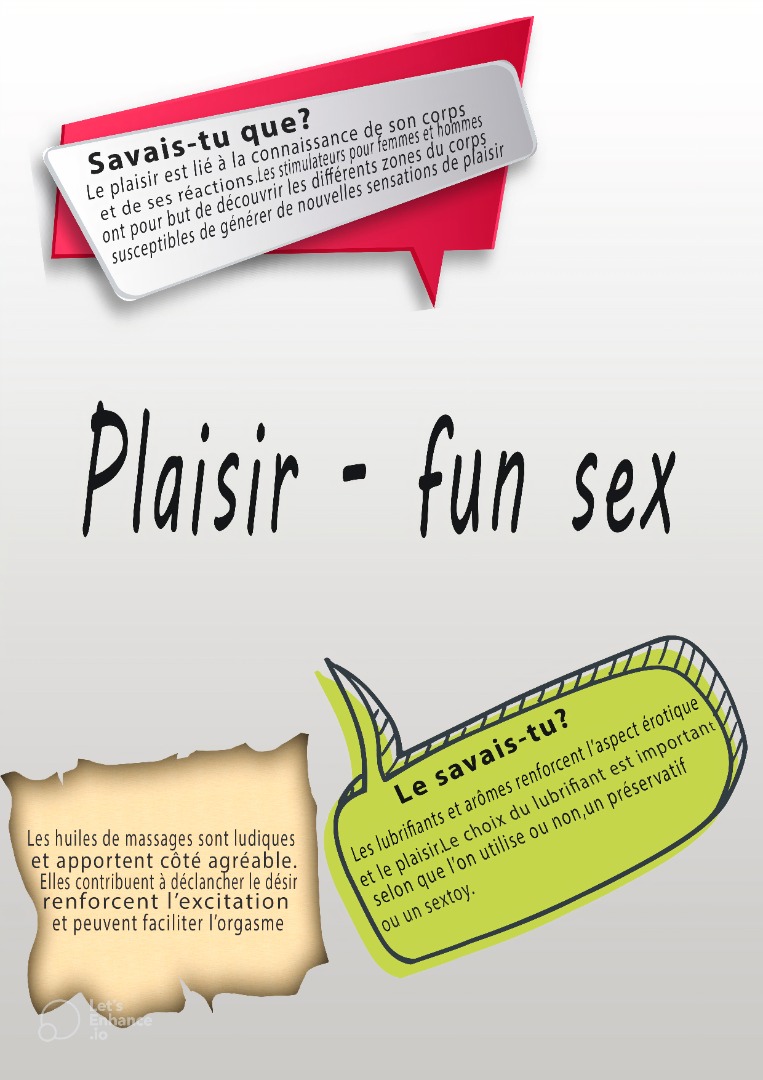 Savais-tu que?
Le plaisir est lié à la connaissance de son corps
et de ses réactions.Les stimulateurs pour femmes et hommes
ont pour but de découvrir les différents zones du corps
susceptibles de générer de nouvelles sensations de plaisir
Plaisir - fun sex
Le savais-tu?
Les lubrifiants et arômes renforcent l'aspect érotique
et le plaisir.Le choix du lubrifiant est important
selon que l'on utilise ou non,un préservatif
ou un sextoy.
Les huiles de massages sont ludiques
et apportent côté agréable.
Elles contribuent à déclancher le désir
renforcent l'excitation
et peuvent faciliter l'orgasme
Let's
Enhance
.io